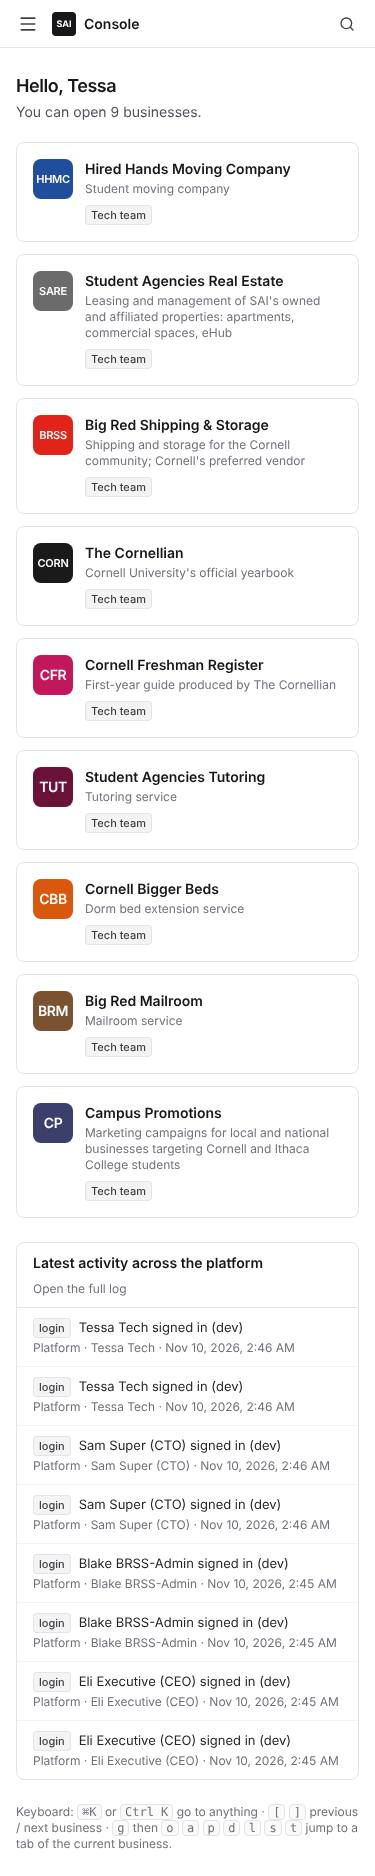 SAI Console
Hello, Tessa
You can open 9 businesses.
HHMC
Hired Hands Moving Company
Student moving company
Tech team
SARE
Student Agencies Real Estate
Leasing and management of SAI's owned
and affiliated properties: apartments,
commercial spaces, eHub
Tech team
BRSS
Big Red Shipping & Storage
Shipping and storage for the Cornell
community; Cornell's preferred vendor
Tech team
CORN
The Cornellian
Cornell University's official yearbook
Tech team
CFR
Cornell Freshman Register
First-year guide produced by The Cornellian
Tech team
TUT
Student Agencies Tutoring
Tutoring service
Tech team
CBB
Cornell Bigger Beds
Dorm bed extension service
Tech team
BRM
Big Red Mailroom
Mailroom service
Tech team
CP
Campus Promotions
Marketing campaigns for local and national
businesses targeting Cornell and Ithaca
College students
Tech team
Latest activity across the platform
Open the full log
login Tessa Tech signed in (dev)
Platform · Tessa Tech · Nov 10, 2026, 2:46 AM
login Tessa Tech signed in (dev)
Platform · Tessa Tech · Nov 10, 2026, 2:46 AM
login Sam Super (CTO) signed in (dev)
Platform · Sam Super (CTO) · Nov 10, 2026, 2:46 AM
login Sam Super (CTO) signed in (dev)
Platform · Sam Super (CTO) · Nov 10, 2026, 2:46 AM
login Blake BRSS-Admin signed in (dev)
Platform · Blake BRSS-Admin · Nov 10, 2026, 2:45 AM
login Blake BRSS-Admin signed in (dev)
Platform · Blake BRSS-Admin · Nov 10, 2026, 2:45 AM
login Eli Executive (CEO) signed in (dev)
Platform · Eli Executive (CEO) · Nov 10, 2026, 2:45 AM
login Eli Executive (CEO) signed in (dev)
Platform · Eli Executive (CEO) · Nov 10, 2026, 2:45 AM
Keyboard: ⌘K or Ctrl K go to anything · [ ] previous
/ next business · g then o a p d l s t jump to a
tab of the current business.